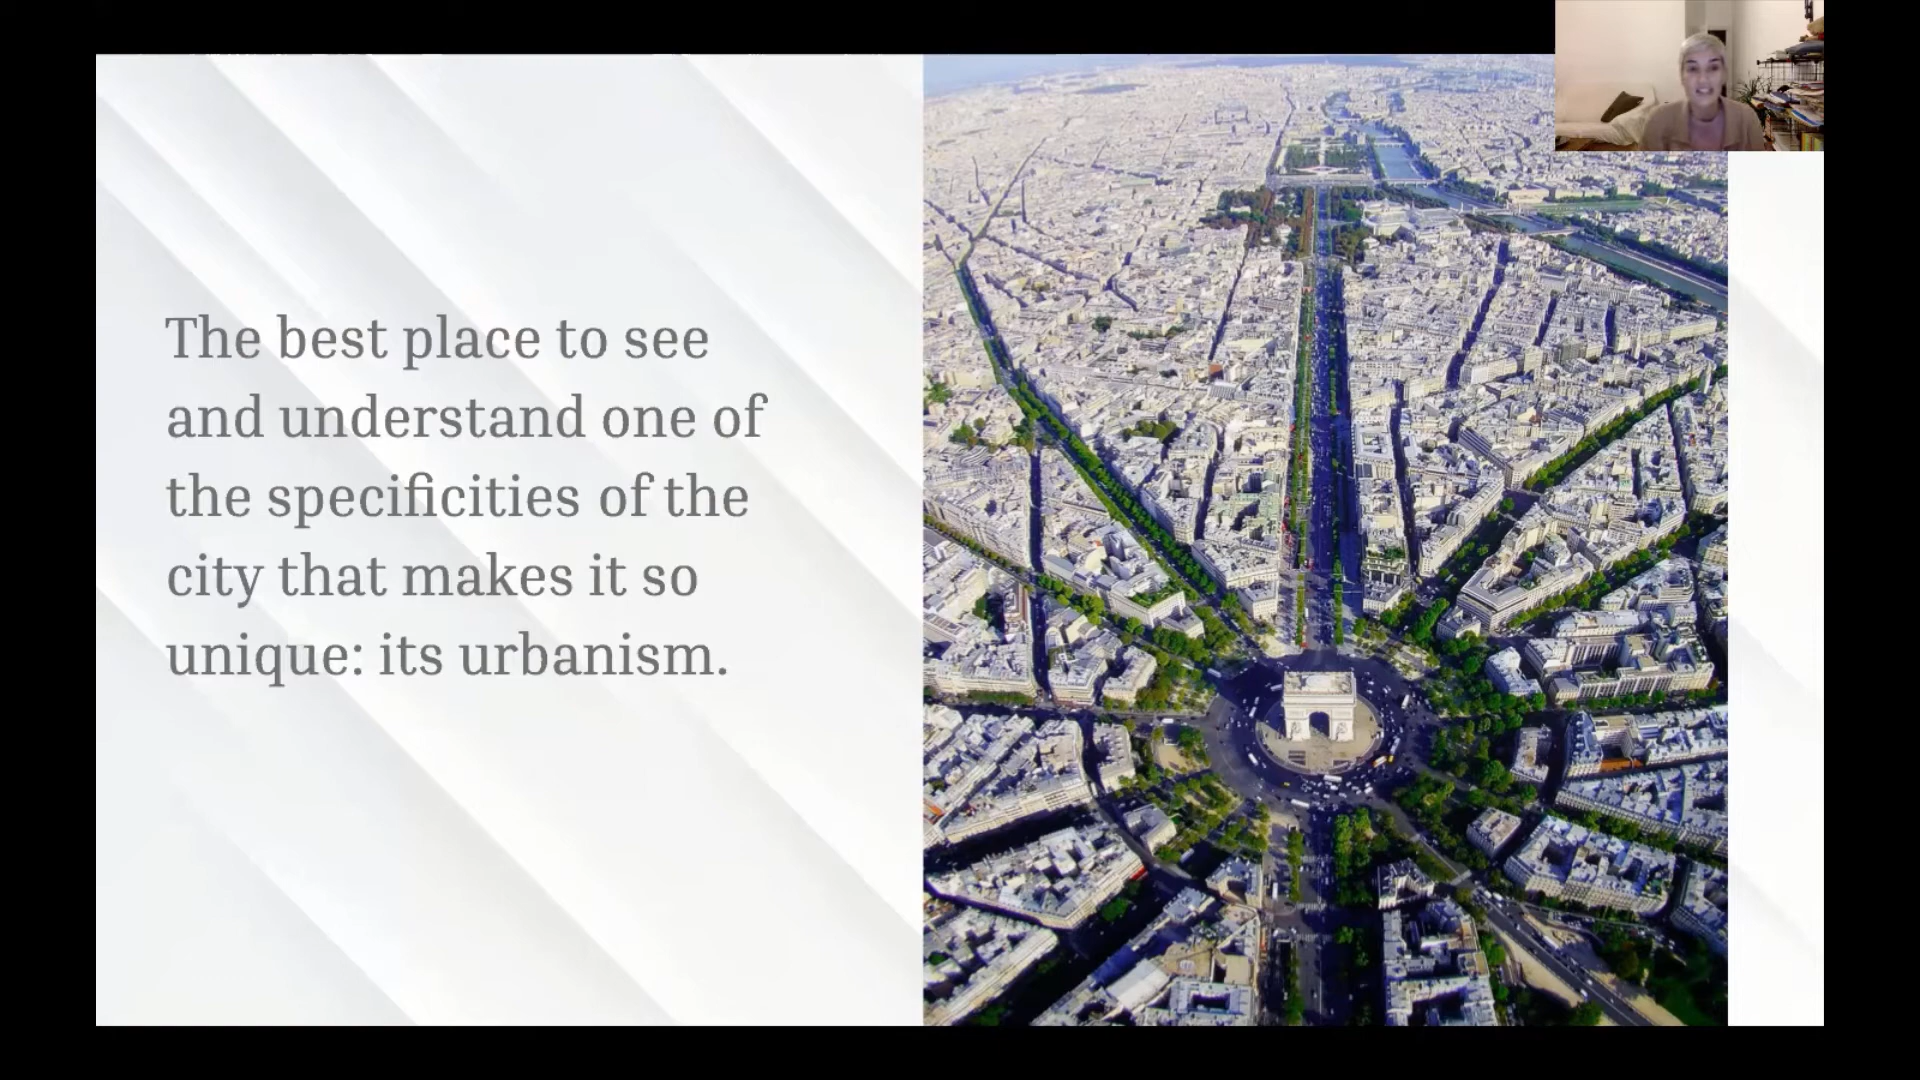 The best place to see
and understand one of
the specificities of the
city that makes it so
unique: its urbanism.